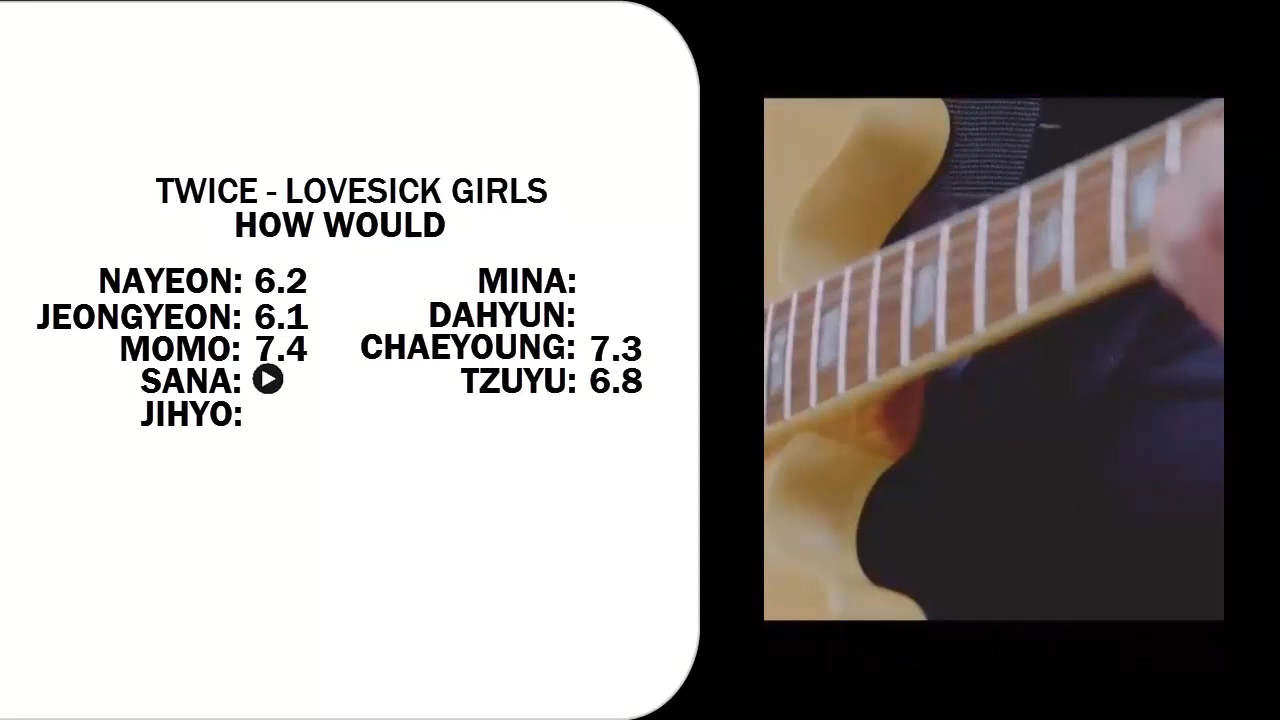 TWICE - LOVESICK GIRLS
HOW WOULD
NAYEON: 6.2
JEONGYEON: 6.1
MOMO: 7.4
SANA:
JIHYO:
MINA:
DAHYUN:
CHAEYOUNG: 7.3
TZUYU: 6.8